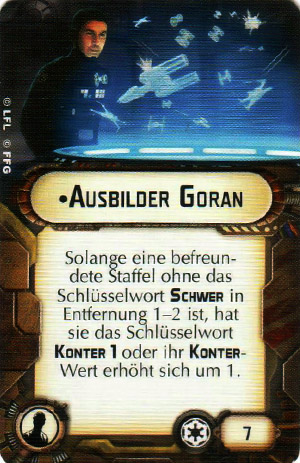 © LFL © FFG
•Ausbilder Goran
Solange eine befreun-
dete Staffel ohne das
Schlüsselwort Schwer in
Entfernung 1–2 ist, hat
sie das Schlüsselwort
Konter 1 oder ihr Konter-
Wert erhöht sich um 1.
7